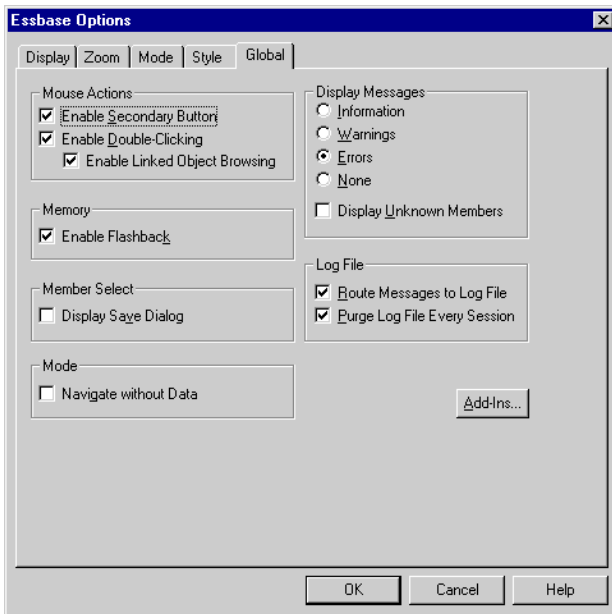 Essbase Options
Display
Zoom
Mode
Style
Global
Mouse Actions
Enable Secondary Button
Enable Double-Clicking
Enable Linked Object Browsing
Memory
Enable Flashback
Member Select
Display Save Dialog
Mode
Navigate without Data
Display Messages
Information
Warnings
Errors
None
Display Unknown Members
Log File
Route Messages to Log File
Purge Log File Every Session
Add-Ins...
OK
Cancel
Help